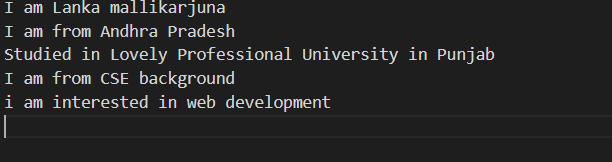 I am Lanka mallikarjuna
I am from Andhra Pradesh
Studied in Lovely Professional University in Punjab
I am from CSE background
i am interested in web development